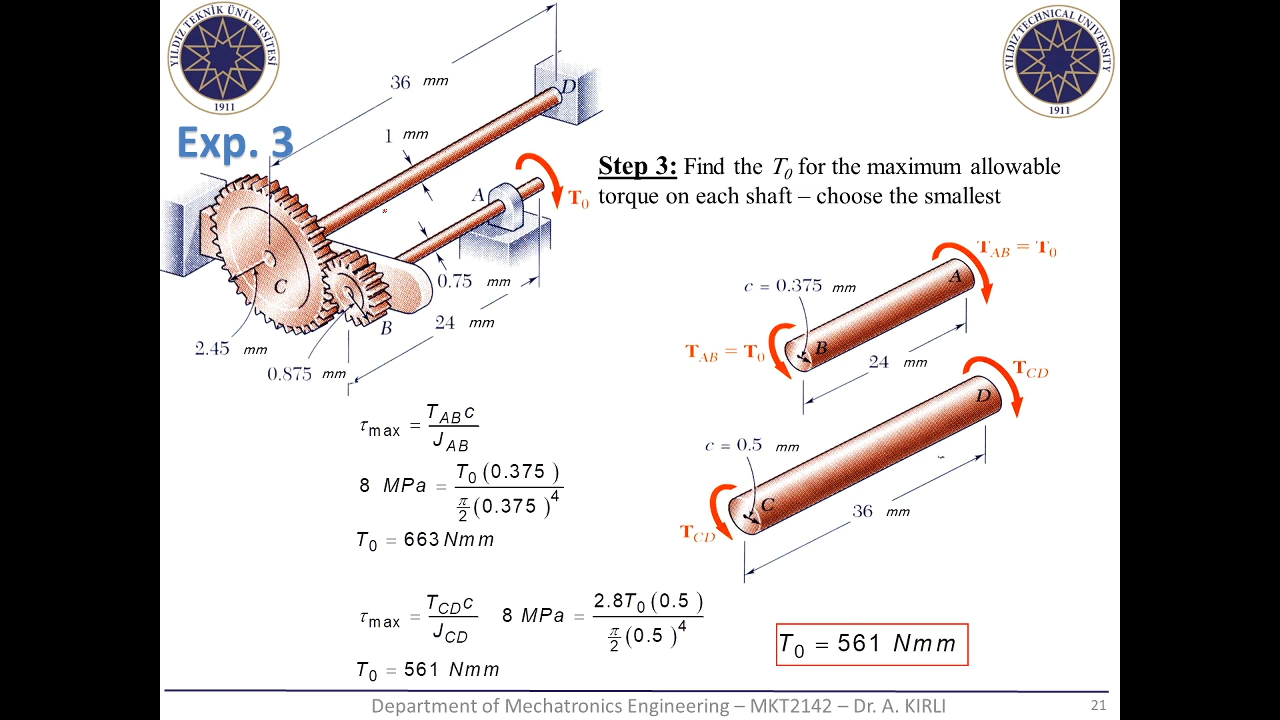 YILDIZ TEKNİK ÜNİVERSİTESİ
1911
YILDIZ TECHNICAL UNIVERSITY
1911
Exp. 3
36 mm
D
1 mm
A
T0
C
0.75 mm
B
24 mm
2.45 mm
0.875 mm
Step 3: Find the T0 for the maximum allowable
torque on each shaft – choose the smallest
TAB = T0
c = 0.375 mm
A
TAB = T0
B
24 mm
TCD
D
c = 0.5 mm
C
36 mm
TCD
τmax = TAB c / JAB
8 MPa = T0 (0.375 ) / π/2 (0.375 )^4
T0 = 663 Nmm
τmax = TCD c / JCD 8 MPa = 2.8T0 (0.5 ) / π/2 (0.5 )^4
T0 = 561 Nmm
T0 = 561 Nmm
Department of Mechatronics Engineering – MKT2142 – Dr. A. KIRLI
21